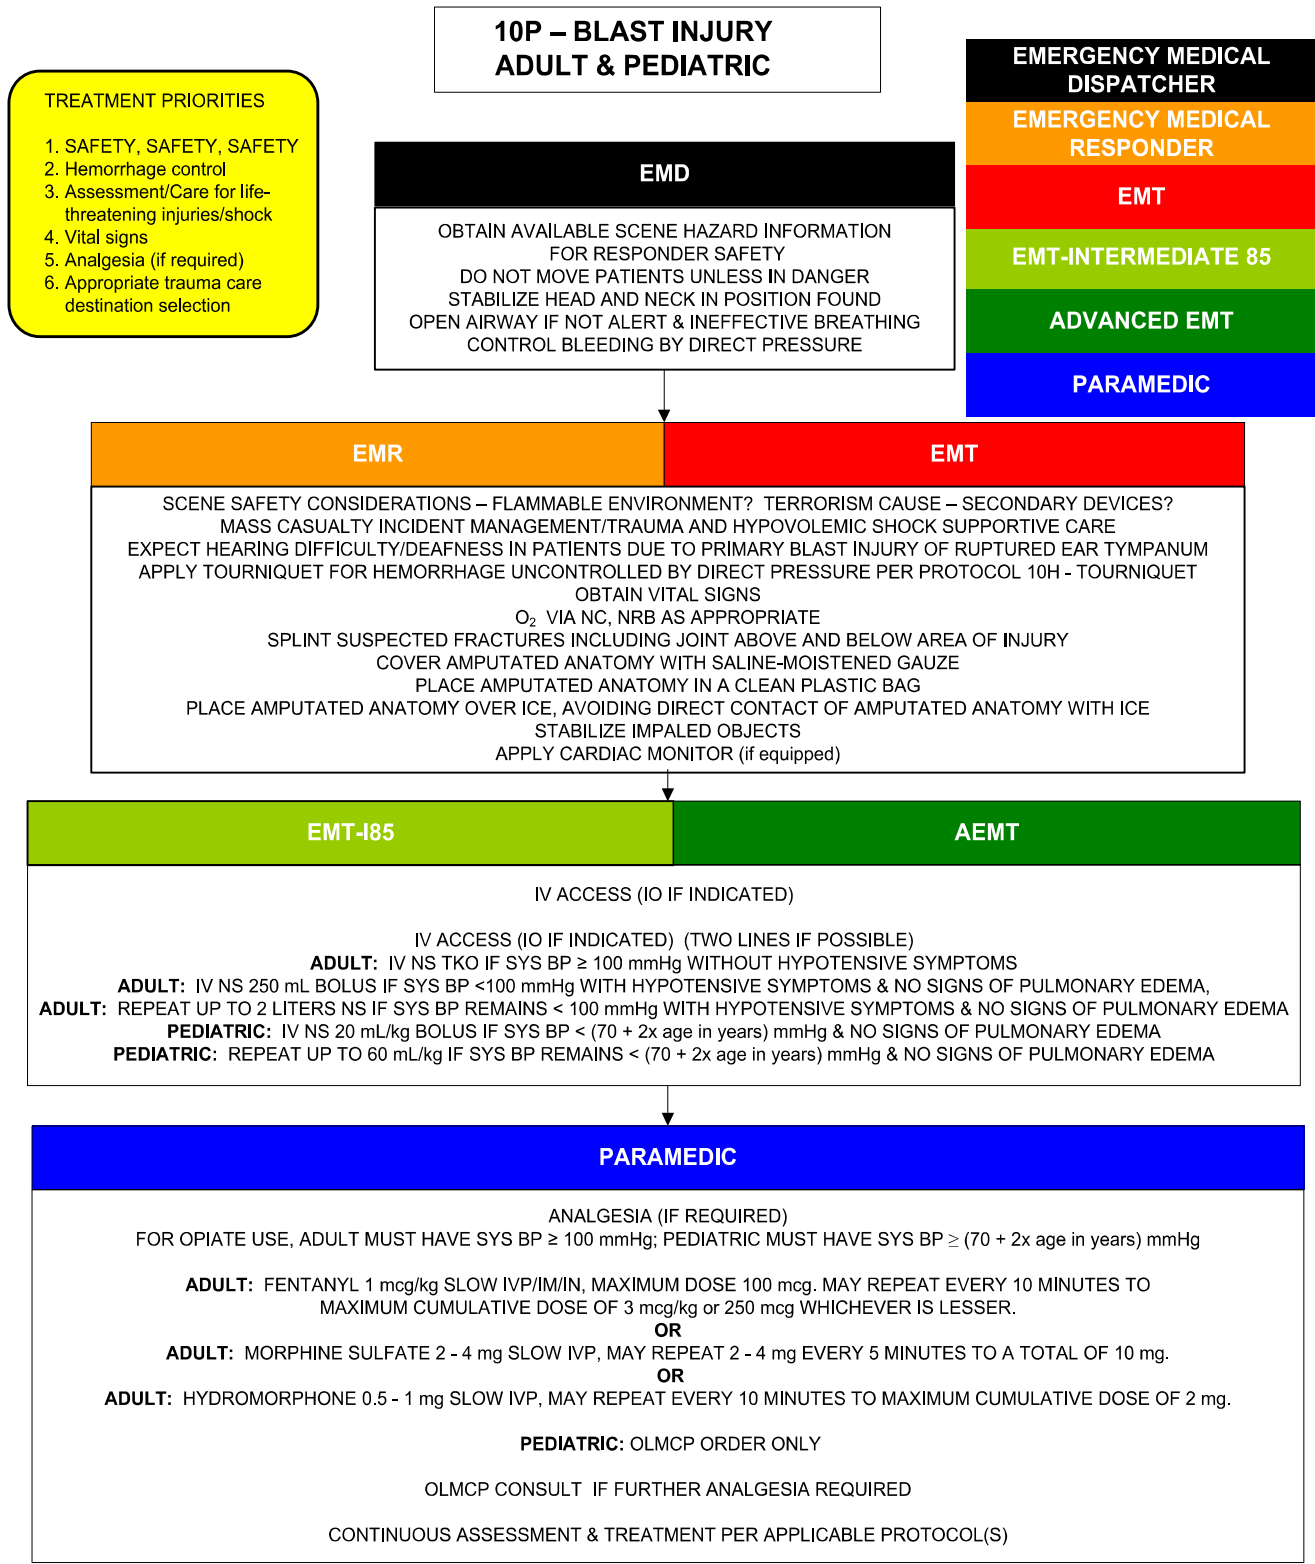 10P – BLAST INJURY
ADULT & PEDIATRIC
TREATMENT PRIORITIES
1. SAFETY, SAFETY, SAFETY
2. Hemorrhage control
3. Assessment/Care for life-
threatening injuries/shock
4. Vital signs
5. Analgesia (if required)
6. Appropriate trauma care
destination selection
EMERGENCY MEDICAL
DISPATCHER
EMERGENCY MEDICAL
RESPONDER
EMT
EMT-INTERMEDIATE 85
ADVANCED EMT
PARAMEDIC
EMD
OBTAIN AVAILABLE SCENE HAZARD INFORMATION
FOR RESPONDER SAFETY
DO NOT MOVE PATIENTS UNLESS IN DANGER
STABILIZE HEAD AND NECK IN POSITION FOUND
OPEN AIRWAY IF NOT ALERT & INEFFECTIVE BREATHING
CONTROL BLEEDING BY DIRECT PRESSURE
EMR
EMT
SCENE SAFETY CONSIDERATIONS – FLAMMABLE ENVIRONMENT?  TERRORISM CAUSE – SECONDARY DEVICES?
MASS CASUALTY INCIDENT MANAGEMENT/TRAUMA AND HYPOVOLEMIC SHOCK SUPPORTIVE CARE
EXPECT HEARING DIFFICULTY/DEAFNESS IN PATIENTS DUE TO PRIMARY BLAST INJURY OF RUPTURED EAR TYMPANUM
APPLY TOURNIQUET FOR HEMORRHAGE UNCONTROLLED BY DIRECT PRESSURE PER PROTOCOL 10H - TOURNIQUET
OBTAIN VITAL SIGNS
O₂ VIA NC, NRB AS APPROPRIATE
SPLINT SUSPECTED FRACTURES INCLUDING JOINT ABOVE AND BELOW AREA OF INJURY
COVER AMPUTATED ANATOMY WITH SALINE-MOISTENED GAUZE
PLACE AMPUTATED ANATOMY IN A CLEAN PLASTIC BAG
PLACE AMPUTATED ANATOMY OVER ICE, AVOIDING DIRECT CONTACT OF AMPUTATED ANATOMY WITH ICE
STABILIZE IMPALED OBJECTS
APPLY CARDIAC MONITOR (if equipped)
EMT-I85
AEMT
IV ACCESS (IO IF INDICATED)
IV ACCESS (IO IF INDICATED)  (TWO LINES IF POSSIBLE)
ADULT:  IV NS TKO IF SYS BP ≥ 100 mmHg WITHOUT HYPOTENSIVE SYMPTOMS
ADULT:  IV NS 250 mL BOLUS IF SYS BP <100 mmHg WITH HYPOTENSIVE SYMPTOMS & NO SIGNS OF PULMONARY EDEMA,
ADULT:  REPEAT UP TO 2 LITERS NS IF SYS BP REMAINS < 100 mmHg WITH HYPOTENSIVE SYMPTOMS & NO SIGNS OF PULMONARY EDEMA
PEDIATRIC:  IV NS 20 mL/kg BOLUS IF SYS BP < (70 + 2x age in years) mmHg & NO SIGNS OF PULMONARY EDEMA
PEDIATRIC:  REPEAT UP TO 60 mL/kg IF SYS BP REMAINS < (70 + 2x age in years) mmHg & NO SIGNS OF PULMONARY EDEMA
PARAMEDIC
ANALGESIA (IF REQUIRED)
FOR OPIATE USE, ADULT MUST HAVE SYS BP ≥ 100 mmHg; PEDIATRIC MUST HAVE SYS BP ≥ (70 + 2x age in years) mmHg
ADULT:  FENTANYL 1 mcg/kg SLOW IVP/IM/IN, MAXIMUM DOSE 100 mcg. MAY REPEAT EVERY 10 MINUTES TO
MAXIMUM CUMULATIVE DOSE OF 3 mcg/kg or 250 mcg WHICHEVER IS LESSER.
OR
ADULT:  MORPHINE SULFATE 2 - 4 mg SLOW IVP, MAY REPEAT 2 - 4 mg EVERY 5 MINUTES TO A TOTAL OF 10 mg.
OR
ADULT:  HYDROMORPHONE 0.5 - 1 mg SLOW IVP, MAY REPEAT EVERY 10 MINUTES TO MAXIMUM CUMULATIVE DOSE OF 2 mg.
PEDIATRIC: OLMCP ORDER ONLY
OLMCP CONSULT  IF FURTHER ANALGESIA REQUIRED
CONTINUOUS ASSESSMENT & TREATMENT PER APPLICABLE PROTOCOL(S)